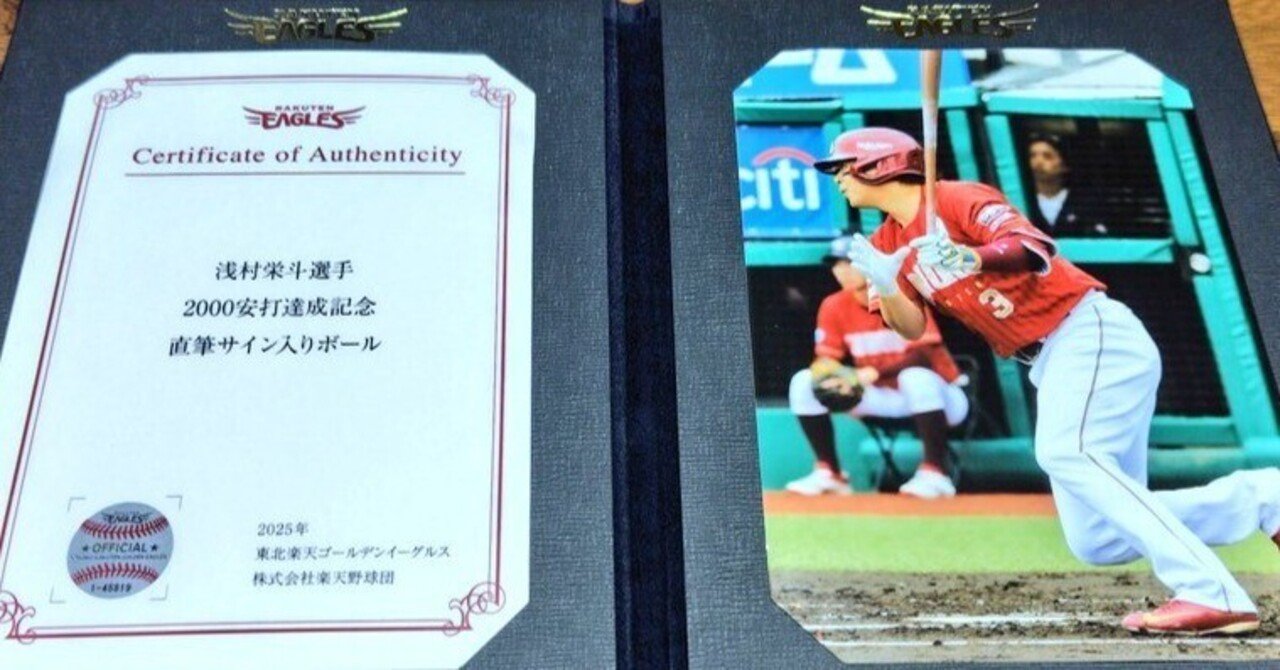 EAGLES
RAKUTEN
EAGLES
Certificate of Authenticity
浅村栄斗選手
2000安打達成記念
直筆サイン入りボール
EAGLES
★ OFFICIAL ★
2025年
東北楽天ゴールデンイーグルス
株式会社楽天野球団
EAGLES
citi
3